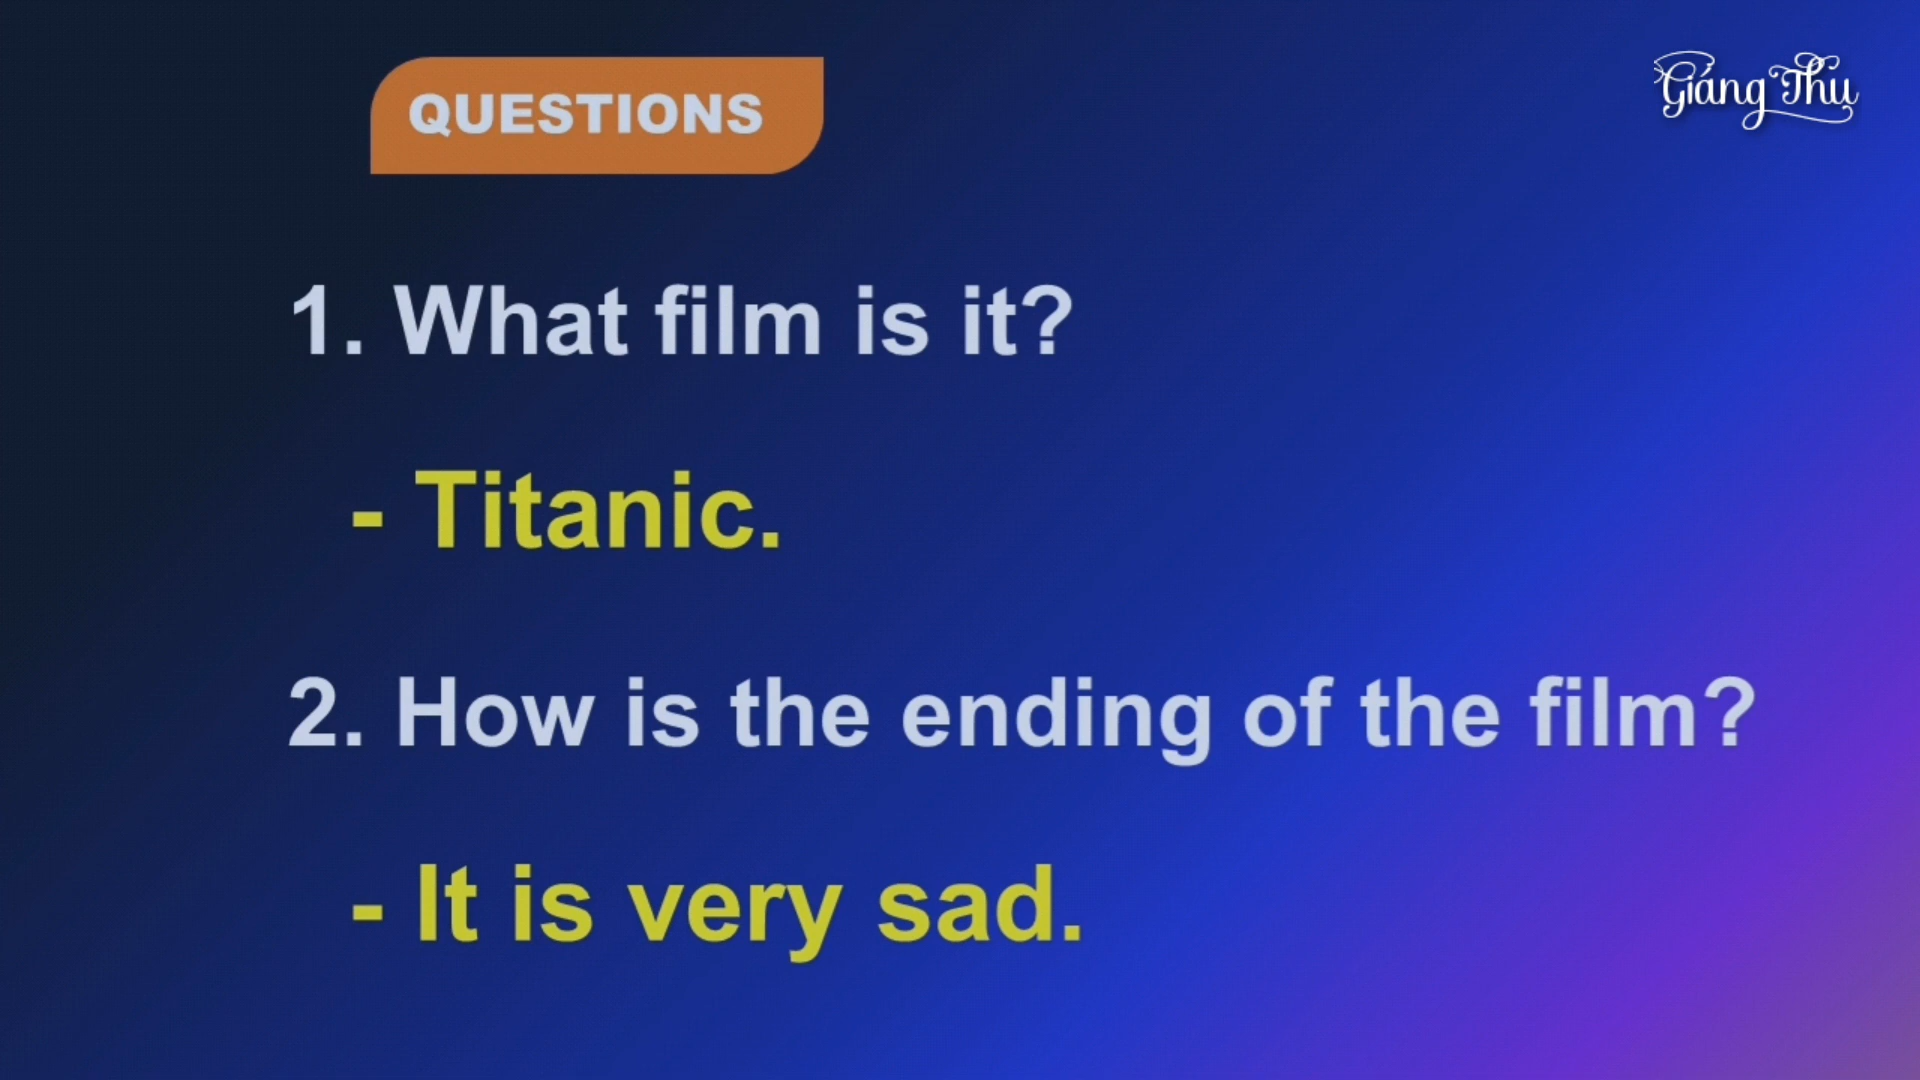 QUESTIONS
Giáng Thu
1. What film is it?
- Titanic.
2. How is the ending of the film?
- It is very sad.